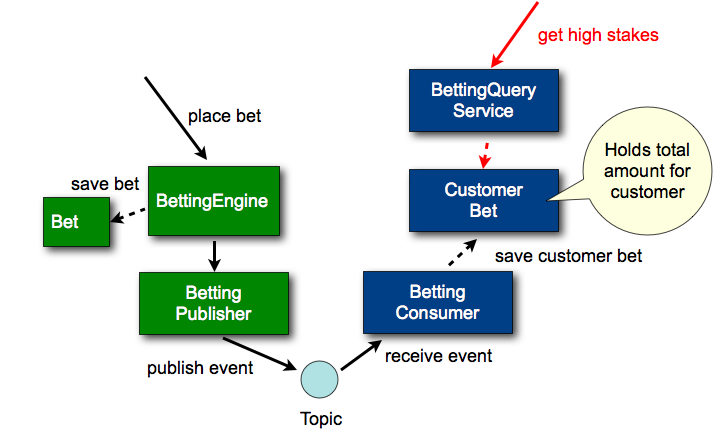 get high stakes
BettingQuery
Service
place bet
Holds total
amount for
customer
save bet
BettingEngine
Customer
Bet
Bet
save customer bet
Betting
Publisher
Betting
Consumer
publish event
receive event
Topic